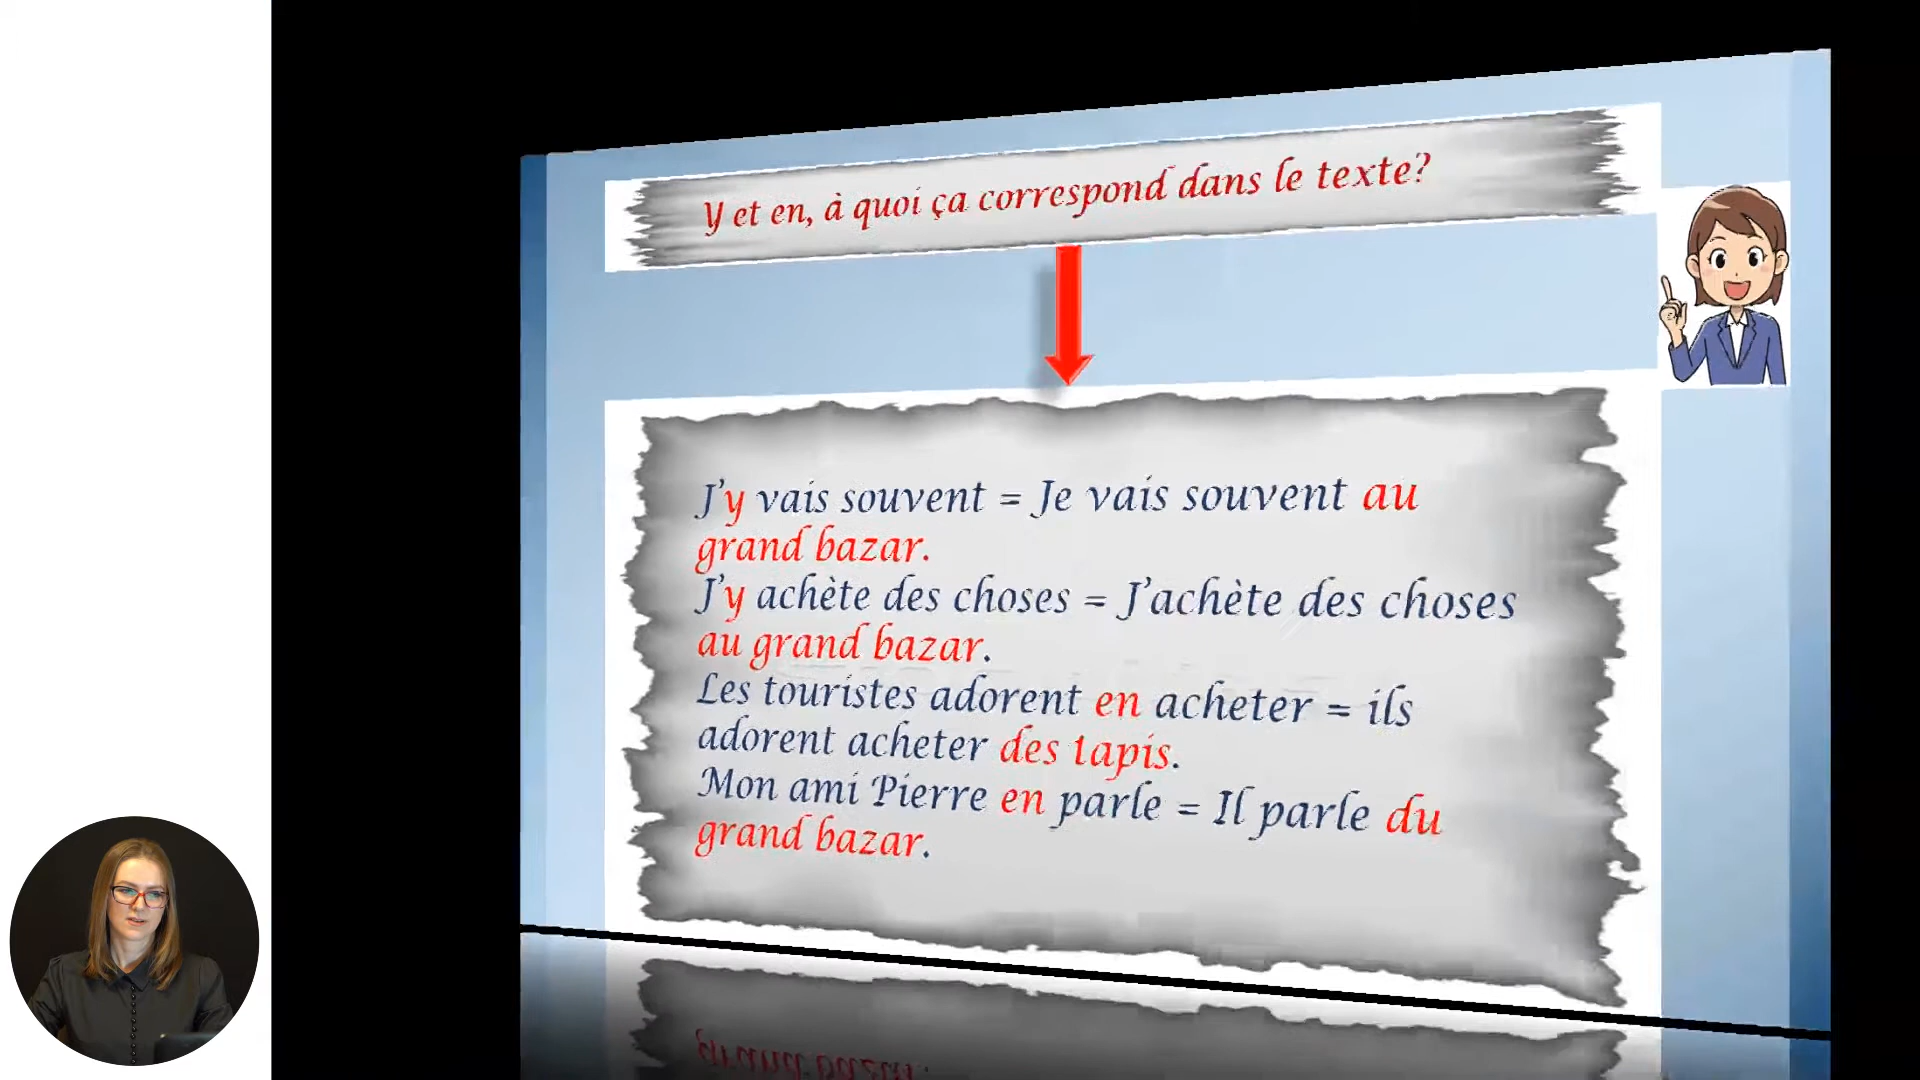 Y et en, à quoi ça correspond dans le texte?
J'y vais souvent = Je vais souvent au
grand bazar.
J'y achète des choses = J'achète des choses
au grand bazar.
Les touristes adorent en acheter = ils
adorent acheter des tapis.
Mon ami Pierre en parle = Il parle du
grand bazar.